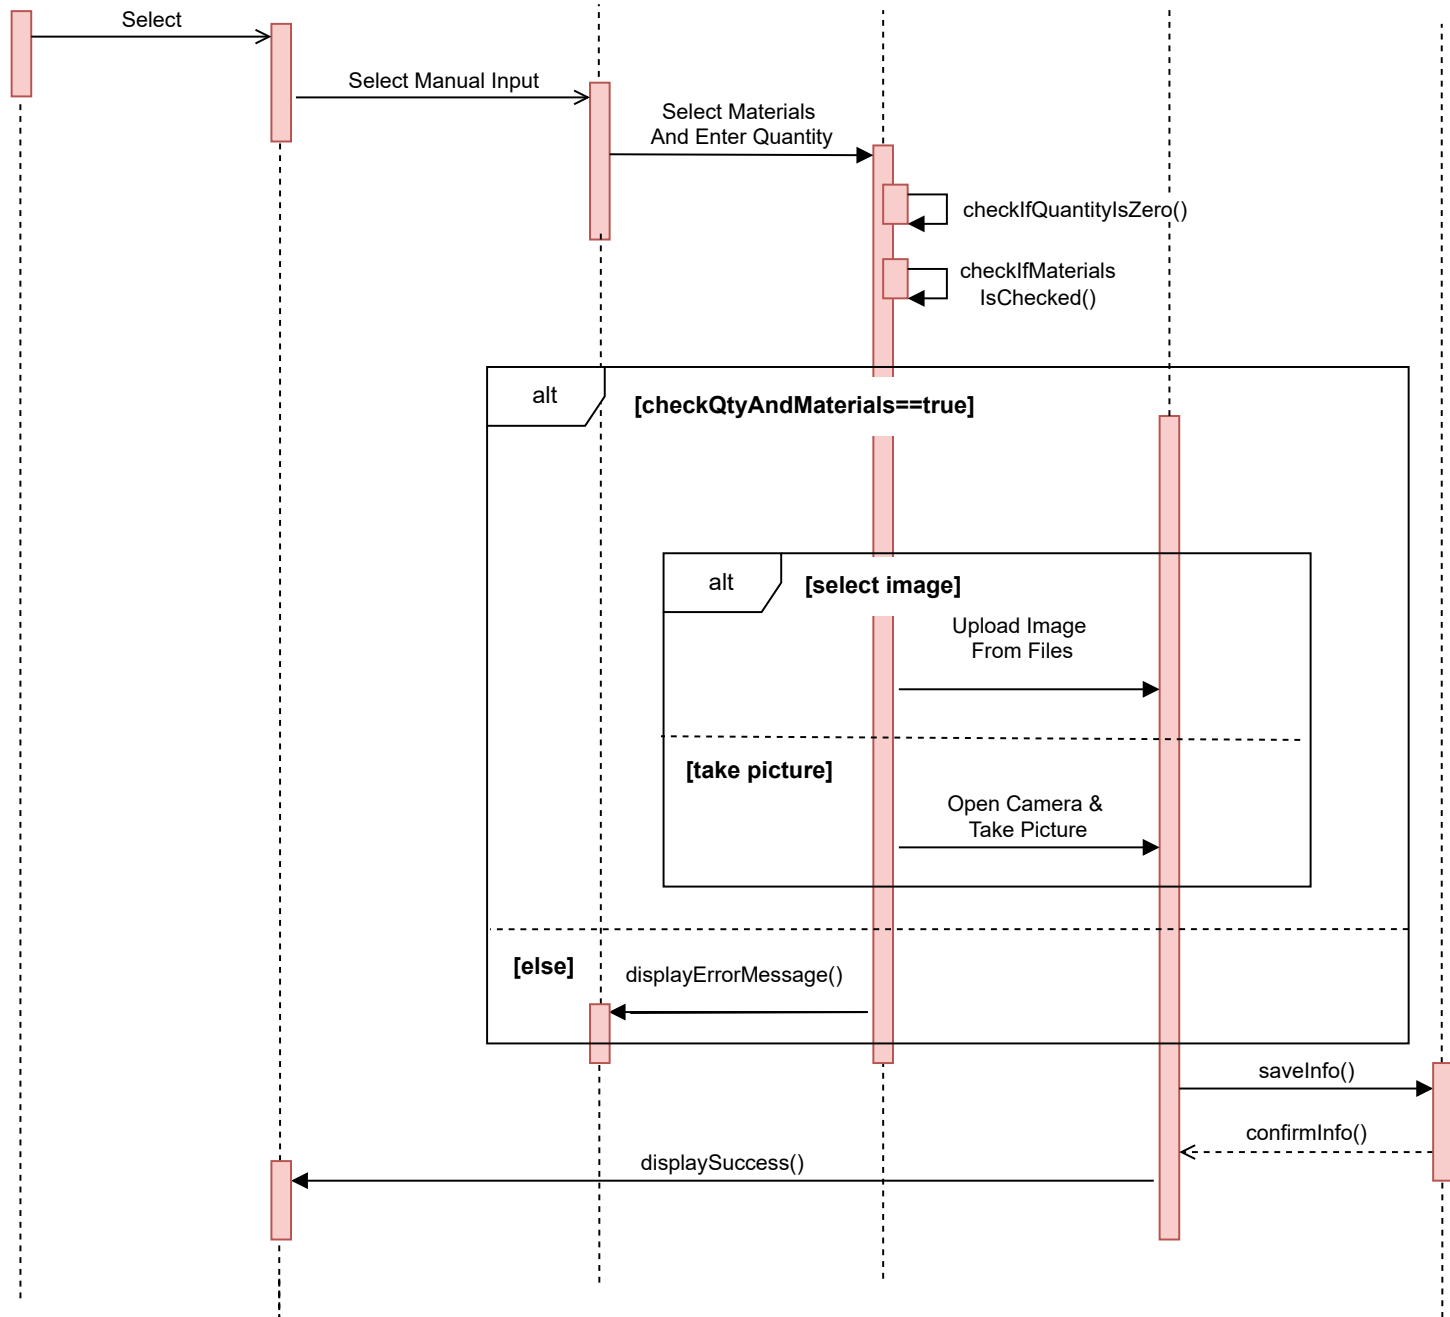 Select
Select Manual Input
Select Materials
And Enter Quantity
checkIfQuantityIsZero()
checkIfMaterials
IsChecked()
alt
[checkQtyAndMaterials==true]
alt
[select image]
Upload Image
From Files
[take picture]
Open Camera &
Take Picture
[else]
displayErrorMessage()
saveInfo()
confirmInfo()
displaySuccess()